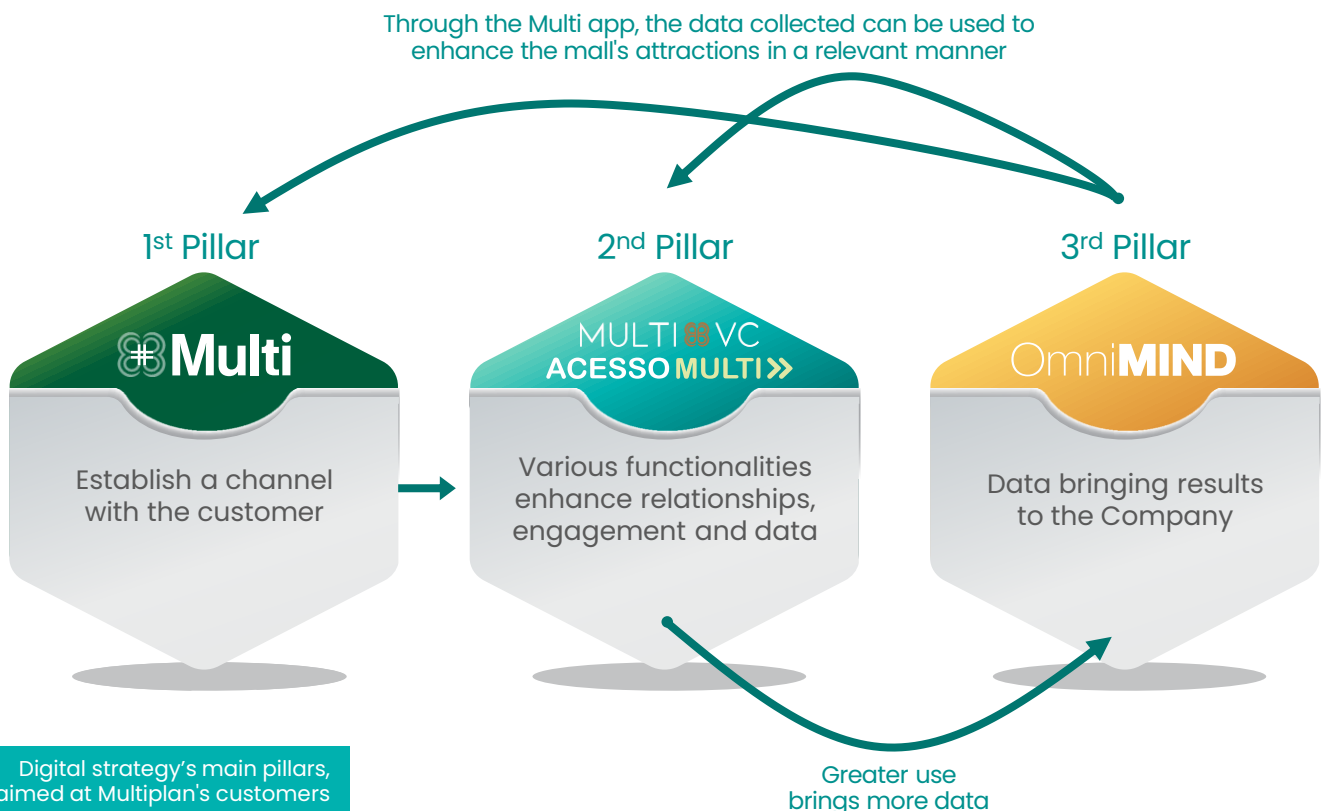 Through the Multi app, the data collected can be used to
enhance the mall's attractions in a relevant manner
1st Pillar
2nd Pillar
3rd Pillar
Multi
MULTI VC
ACESSO MULTI
OmniMIND
Establish a channel
with the customer
Various functionalities
enhance relationships,
engagement and data
Data bringing results
to the Company
Digital strategy's main pillars,
aimed at Multiplan's customers
Greater use
brings more data